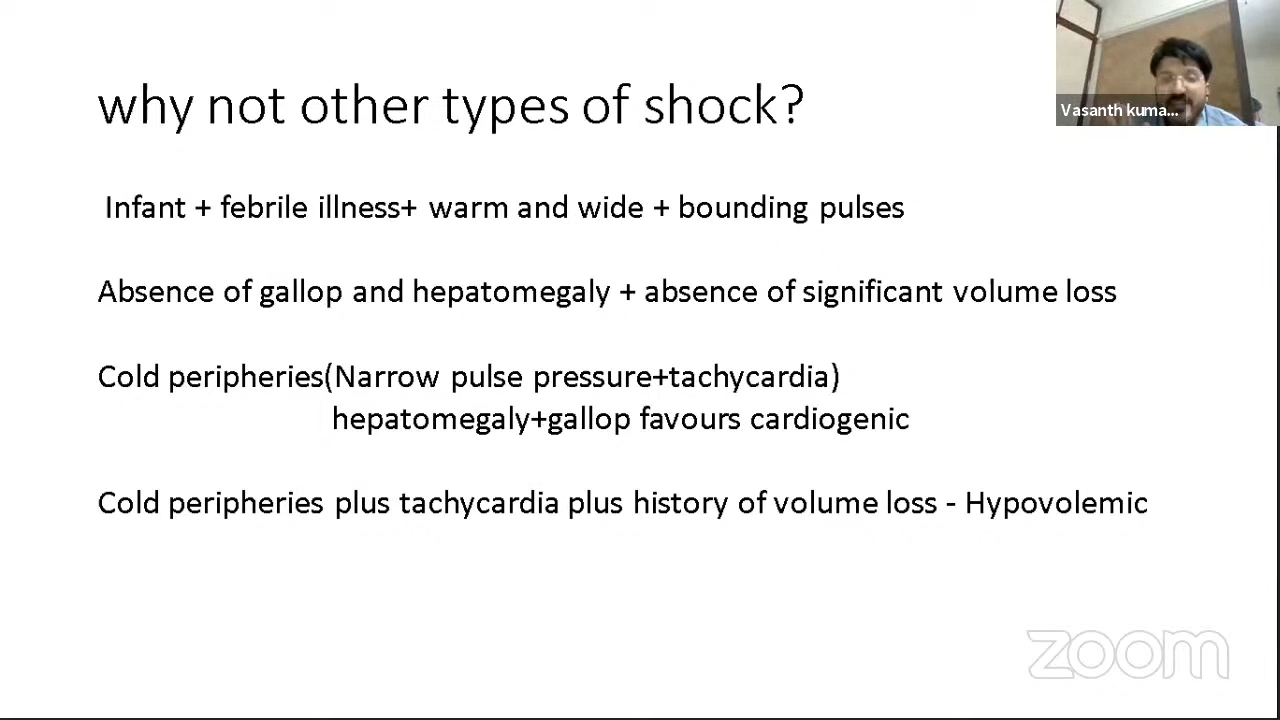 why not other types of shock?
Vasanth kuma...
Infant + febrile illness+ warm and wide + bounding pulses
Absence of gallop and hepatomegaly + absence of significant volume loss
Cold peripheries(Narrow pulse pressure+tachycardia)
hepatomegaly+gallop favours cardiogenic
Cold peripheries plus tachycardia plus history of volume loss - Hypovolemic
zoom